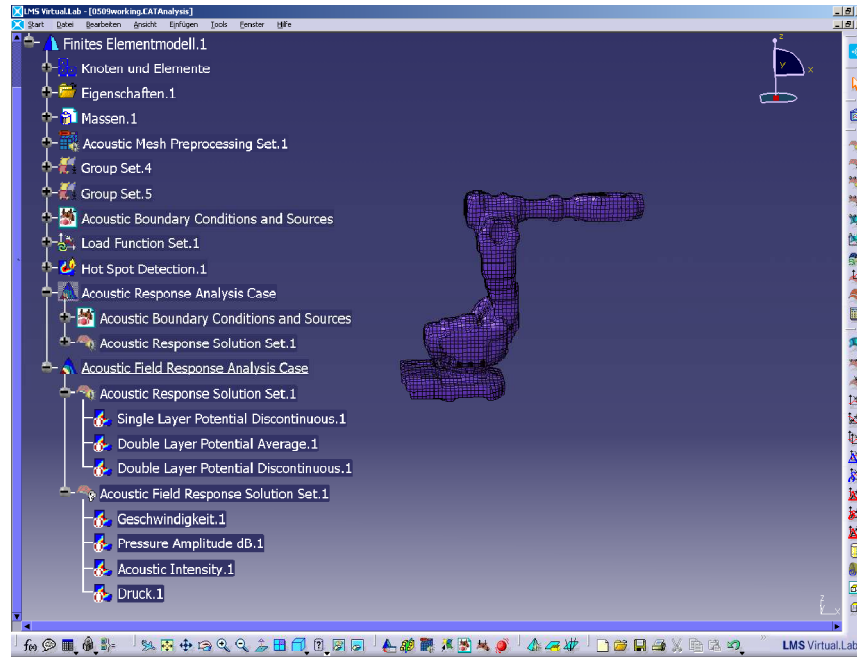 LMS Virtual.Lab - [0509working.CATAnalysis]
Start Datei Bearbeiten Ansicht Einfügen Tools Fenster Hilfe
Finites Elementmodell.1
Knoten und Elemente
Eigenschaften.1
Massen.1
Acoustic Mesh Preprocessing Set.1
Group Set.4
Group Set.5
Acoustic Boundary Conditions and Sources
Load Function Set.1
Hot Spot Detection.1
Acoustic Response Analysis Case
Acoustic Boundary Conditions and Sources
Acoustic Response Solution Set.1
Acoustic Field Response Analysis Case
Acoustic Response Solution Set.1
Single Layer Potential Discontinuous.1
Double Layer Potential Average.1
Double Layer Potential Discontinuous.1
Acoustic Field Response Solution Set.1
Geschwindigkeit.1
Pressure Amplitude dB.1
Acoustic Intensity.1
Druck.1
z
y
x
z
y x
LMS Virtual.Lab